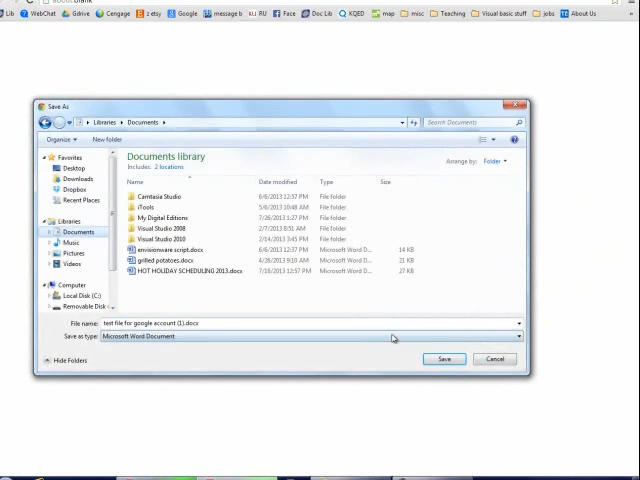 about:blank
Lib WebChat Gdrive Cengage z etsy Google message b RU Face Doc Lib KQED map misc Teaching Visual basic stuff jobs About Us »
Save As
Libraries Documents Search Documents
Organize New folder
Favorites
Desktop
Downloads
Dropbox
Recent Places
Libraries
Documents
Music
Pictures
Videos
Computer
Local Disk (C:)
Removable Disk
Documents library
Includes: 2 locations
Arrange by: Folder
Name Date modified Type Size
Camtasia Studio 6/6/2013 12:37 PM File folder
iTools 5/6/2013 10:48 AM File folder
My Digital Editions 7/26/2013 1:27 PM File folder
Visual Studio 2008 2/7/2013 8:51 AM File folder
Visual Studio 2010 2/14/2013 3:45 PM File folder
envisionware script.docx 6/6/2013 12:37 PM Microsoft Word D... 14 KB
grilled potatoes.docx 4/26/2013 9:10 AM Microsoft Word D... 21 KB
HOT HOLIDAY SCHEDULING 2013.docx 7/18/2013 12:57 PM Microsoft Word D... 27 KB
File name: test file for google account (1).docx
Save as type: Microsoft Word Document
Hide Folders Save Cancel